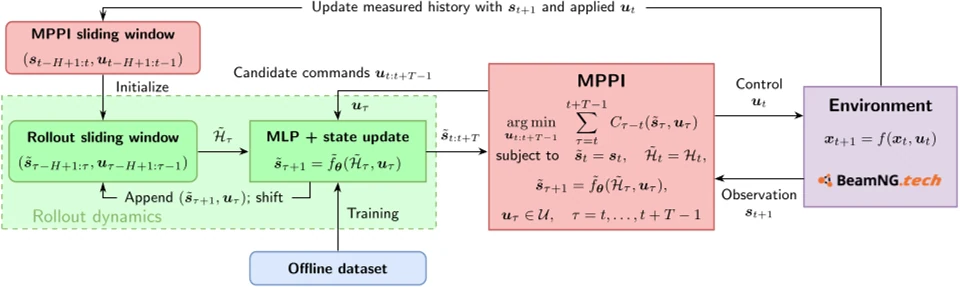 Update measured history with s_{t+1} and applied u_t
MPPI sliding window
(s_{t−H+1:t}, u_{t−H+1:t−1})
Initialize
Candidate commands u_{t:t+T−1}
u_τ
Rollout sliding window
(s̃_{τ−H+1:τ}, u_{τ−H+1:τ−1})
H̃_τ
MLP + state update
s̃_{τ+1} = f̃_θ(H̃_τ, u_τ)
s̃_{t:t+T}
Append (s̃_{τ+1}, u_τ); shift
Rollout dynamics
Training
Offline dataset
MPPI
arg min_{u_{t:t+T−1}} ∑_{τ=t}^{t+T−1} C_{τ−t}(s̃_τ, u_τ)
subject to s̃_t = s_t, H̃_t = H_t,
s̃_{τ+1} = f̃_θ(H̃_τ, u_τ),
u_τ ∈ U, τ = t, . . . , t + T − 1
Control
u_t
Observation
s_{t+1}
Environment
x_{t+1} = f(x_t, u_t)
BeamNG.tech